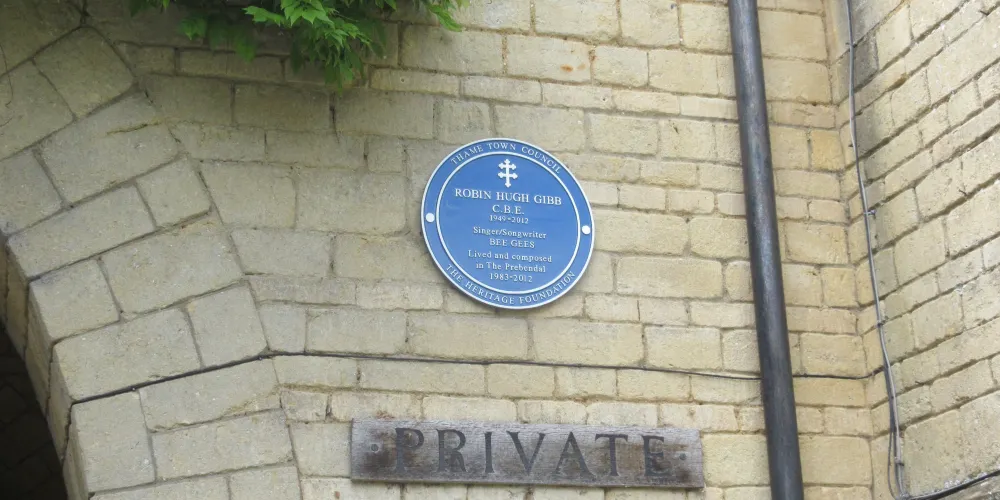 THAME TOWN COUNCIL
ROBIN HUGH GIBB
C.B.E.
1949-2012
Singer/Songwriter
BEE GEES
Lived and composed
in The Prebendal
1983-2012
THE HERITAGE FOUNDATION
PRIVATE